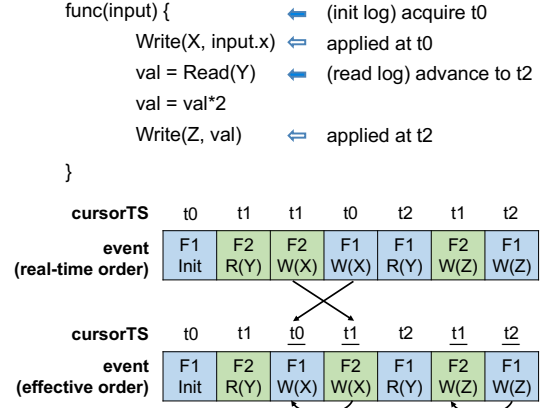 func(input) {
(init log) acquire t0
Write(X, input.x)
applied at t0
val = Read(Y)
(read log) advance to t2
val = val*2
Write(Z, val)
applied at t2
}
cursorTS t0 t1 t1 t0 t2 t1 t2
event F1 F2 F2 F1 F1 F2 F1
(real-time order) Init R(Y) W(X) W(X) R(Y) W(Z) W(Z)
cursorTS t0 t1 t0 t1 t2 t1 t2
event F1 F2 F1 F2 F1 F2 F1
(effective order) Init R(Y) W(X) W(X) R(Y) W(Z) W(Z)